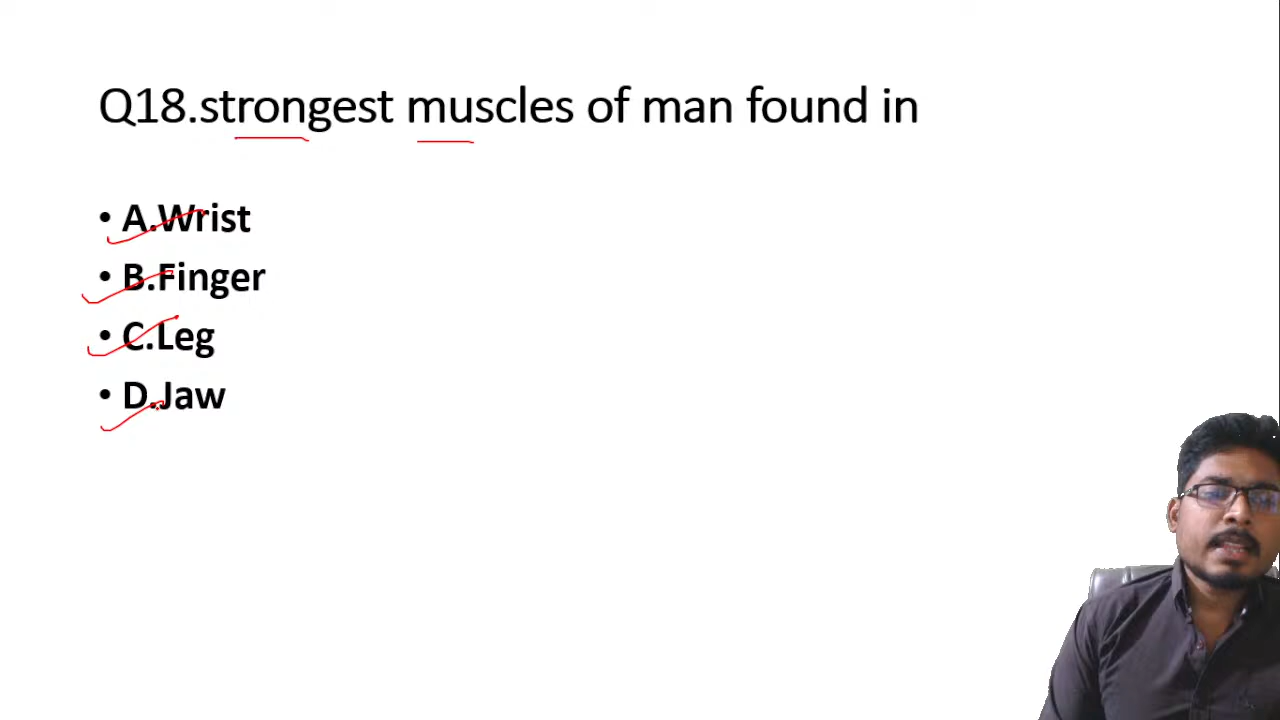 Q18.strongest muscles of man found in
• A.Wrist
• B.Finger
• C.Leg
• D.Jaw